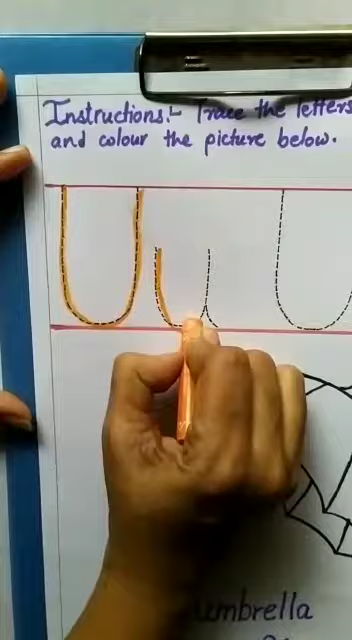 Instructions:- Trace the letters
and colour the picture below.
U u U
umbrella